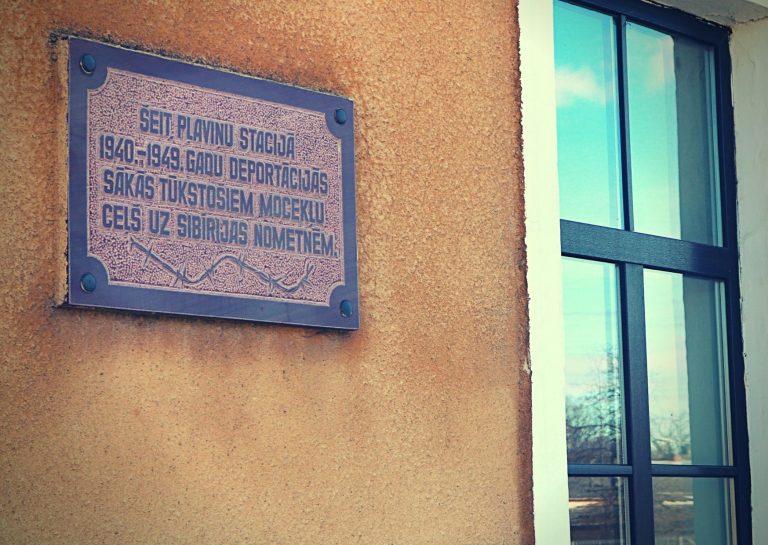 ŠEIT PĻAVIŅU STACIJĀ
1940.–1949. GADU DEPORTĀCIJĀS
SĀKĀS TŪKSTOŠIEM MOCEKĻU
CEĻŠ UZ SIBĪRIJAS NOMETNĒM.